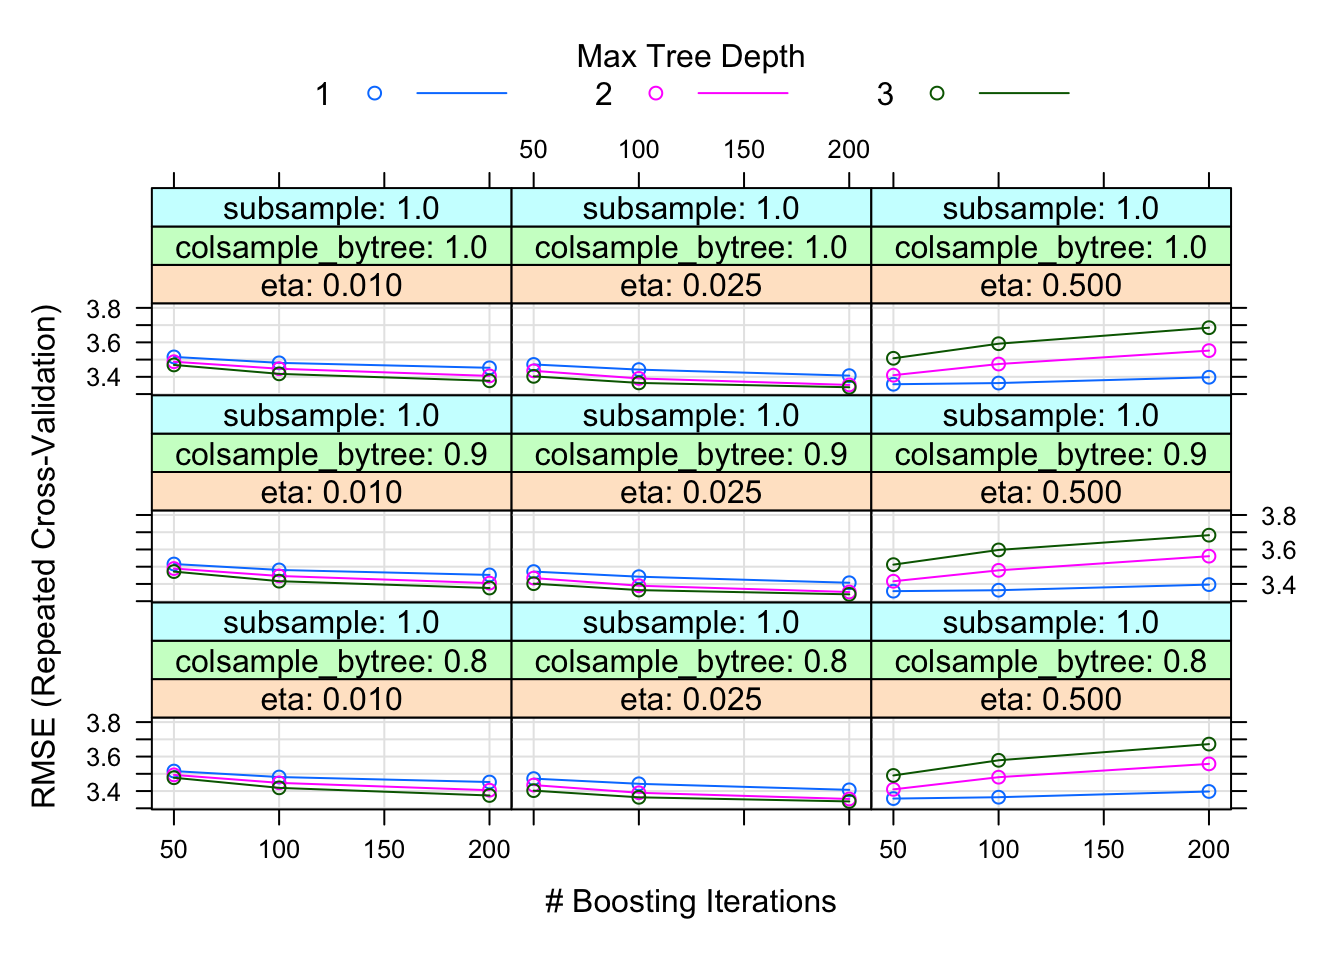 Max Tree Depth
1 2 3
50 100 150 200
subsample: 1.0 subsample: 1.0 subsample: 1.0
colsample_bytree: 1.0 colsample_bytree: 1.0 colsample_bytree: 1.0
eta: 0.010 eta: 0.025 eta: 0.500
3.8
3.6
3.4
subsample: 1.0 subsample: 1.0 subsample: 1.0
colsample_bytree: 0.9 colsample_bytree: 0.9 colsample_bytree: 0.9
eta: 0.010 eta: 0.025 eta: 0.500
3.8
3.6
3.4
subsample: 1.0 subsample: 1.0 subsample: 1.0
colsample_bytree: 0.8 colsample_bytree: 0.8 colsample_bytree: 0.8
eta: 0.010 eta: 0.025 eta: 0.500
3.8
3.6
3.4
50 100 150 200 50 100 150 200
# Boosting Iterations
RMSE (Repeated Cross-Validation)